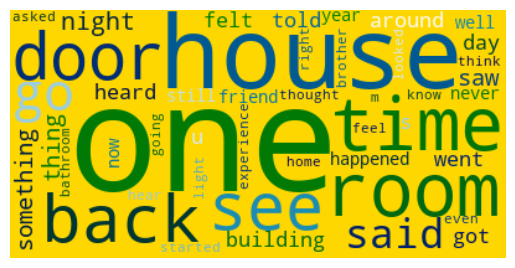 asked
night
felt
told
year
around
well
door
house
right
brother
looked
day
think
saw
go
heard
still
friend
thought
m
know
never
something
thing
bathroom
now
going
one
u
light
experience
time
feel
s
home
happened
went
room
back
hear
see
started
building
said
even
got